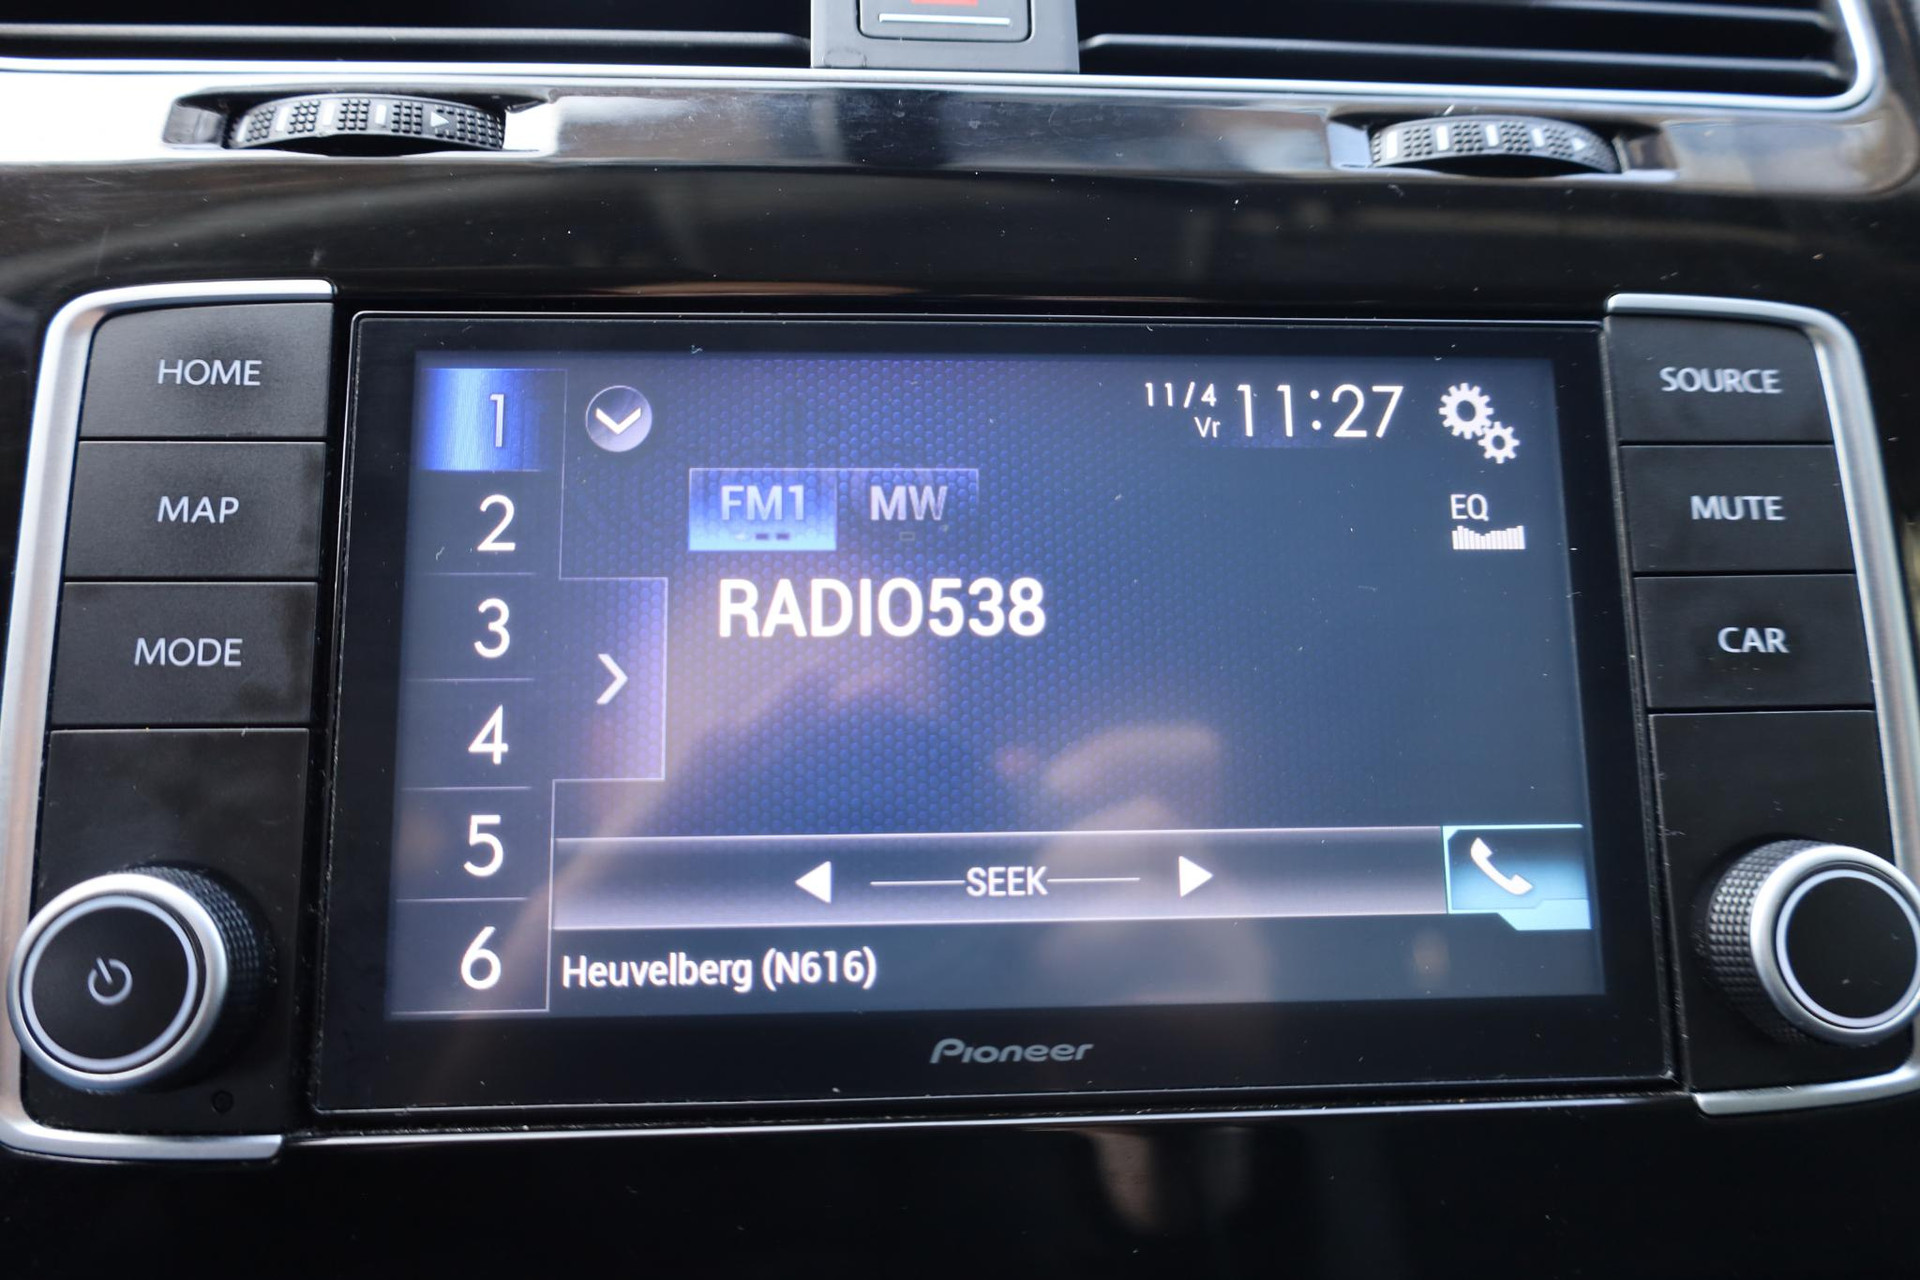 HOME
MAP
MODE
1
2
3
4
5
6
11/4
Vr
11:27
FM1
MW
EQ
RADIO538
SEEK
Heuvelberg (N616)
Pioneer
SOURCE
MUTE
CAR